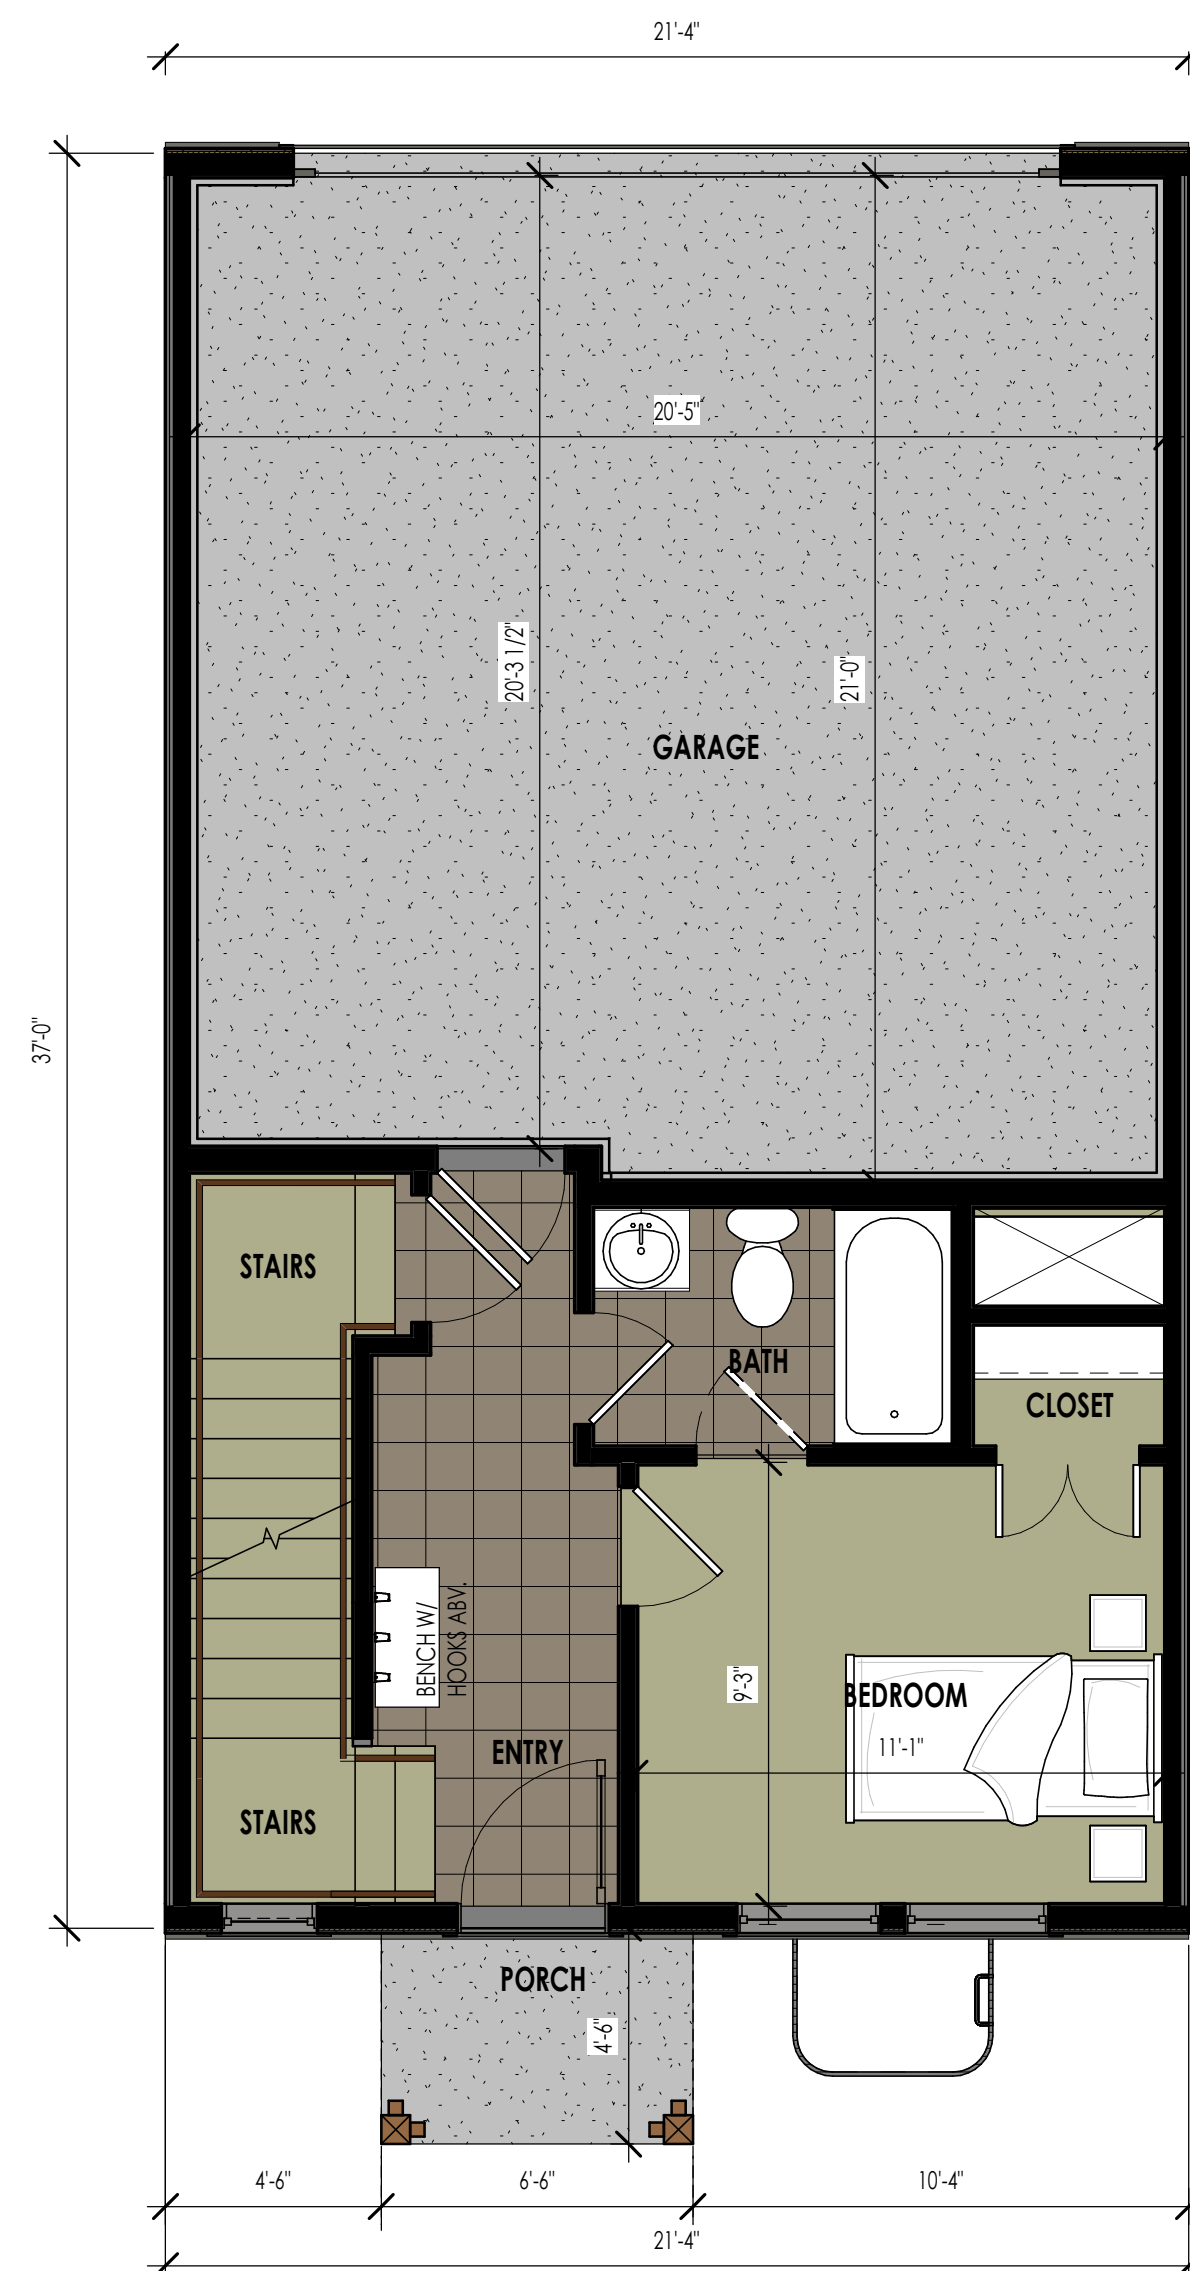 21'-4"
20'-5"
20'-3 1/2"
21'-0"
GARAGE
37'-0"
STAIRS
BATH
CLOSET
BENCH W/
HOOKS ABV.
9'-3"
BEDROOM
11'-1"
ENTRY
STAIRS
PORCH
4'-6"
4'-6"
6'-6"
10'-4"
21'-4"